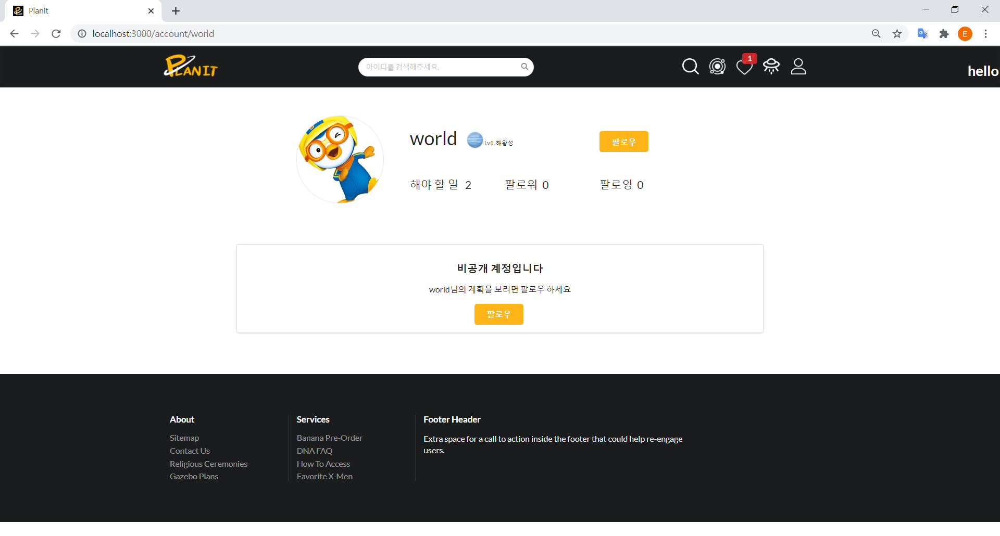 Planit
localhost:3000/account/world
E
PLANIT
아이디를 검색해주세요.
1
hello
world
Lv1. 해왕성
팔로우
해야 할 일 2
팔로워 0
팔로잉 0
비공개 계정입니다
world님의 계획을 보려면 팔로우 하세요
팔로우
About
Sitemap
Contact Us
Religious Ceremonies
Gazebo Plans
Services
Banana Pre-Order
DNA FAQ
How To Access
Favorite X-Men
Footer Header
Extra space for a call to action inside the footer that could help re-engage
users.